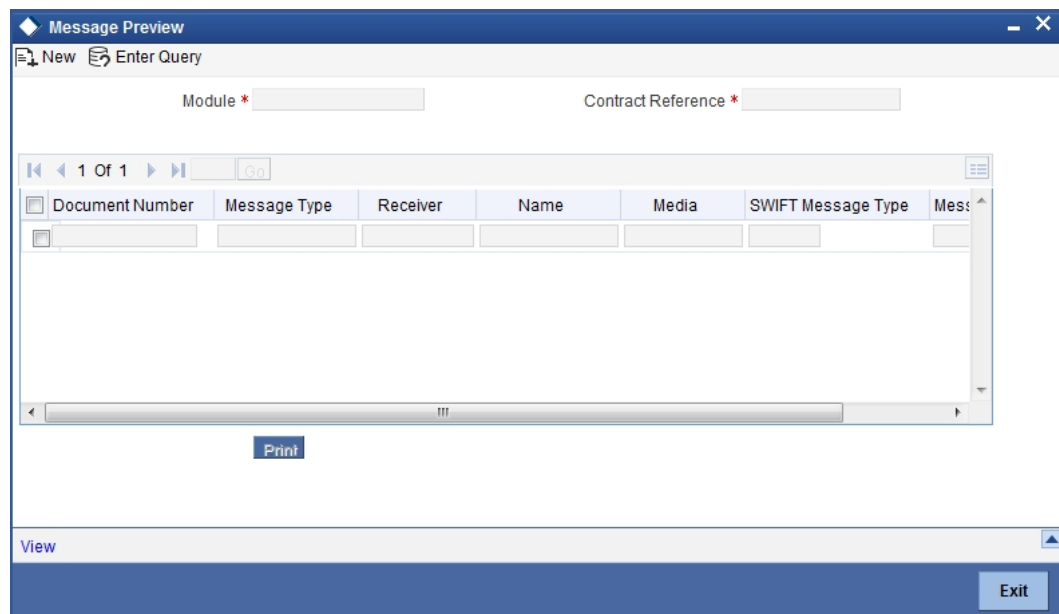 Message Preview
New Enter Query
Module * Contract Reference *
1 Of 1 Go
Document Number Message Type Receiver Name Media SWIFT Message Type Mess
Print
View
Exit